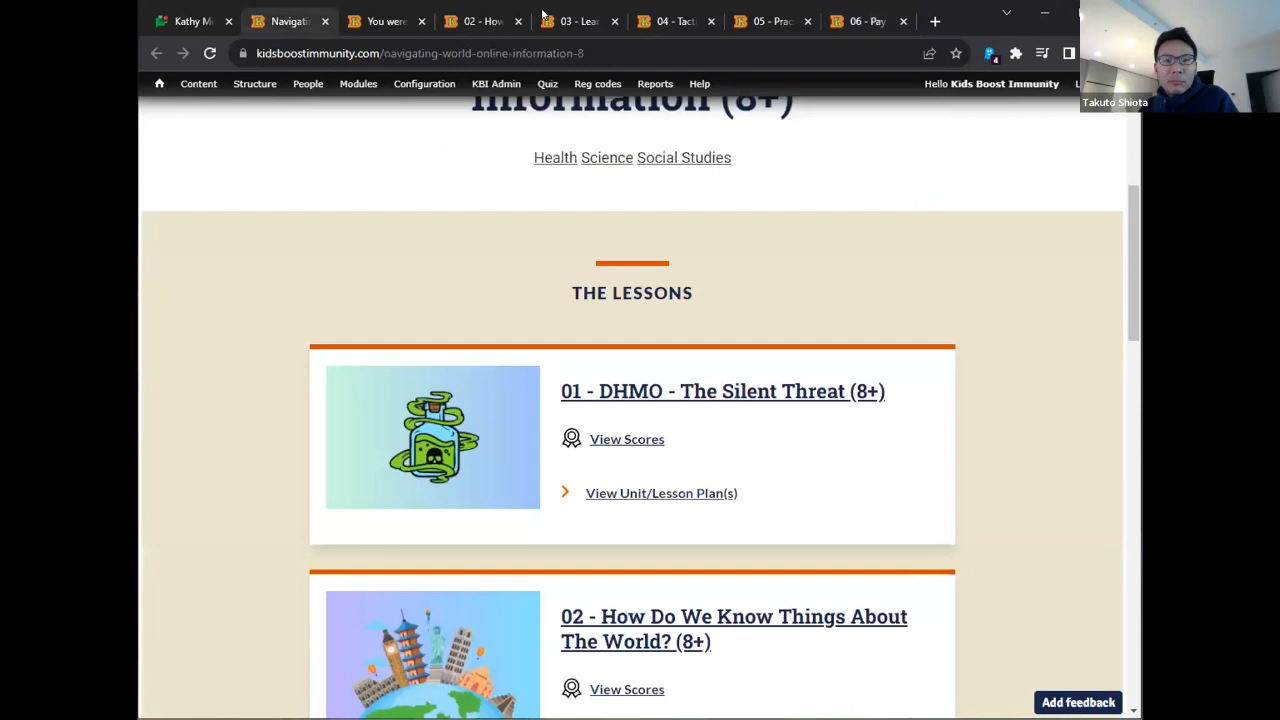 Kathy M
Navigatin
You were
02 - How
03 - Lear
04 - Tacti
05 - Prac
06 - Pay
kidsboostimmunity.com/navigating-world-online-information-8
4
Content
Structure
People
Modules
Configuration
KBI Admin
Quiz
Reg codes
Reports
Help
Hello Kids Boost Immunity
L
Takuto Shiota
Information (8+)
Health Science Social Studies
THE LESSONS
01 - DHMO - The Silent Threat (8+)
View Scores
View Unit/Lesson Plan(s)
02 - How Do We Know Things About
The World? (8+)
View Scores
Add feedback